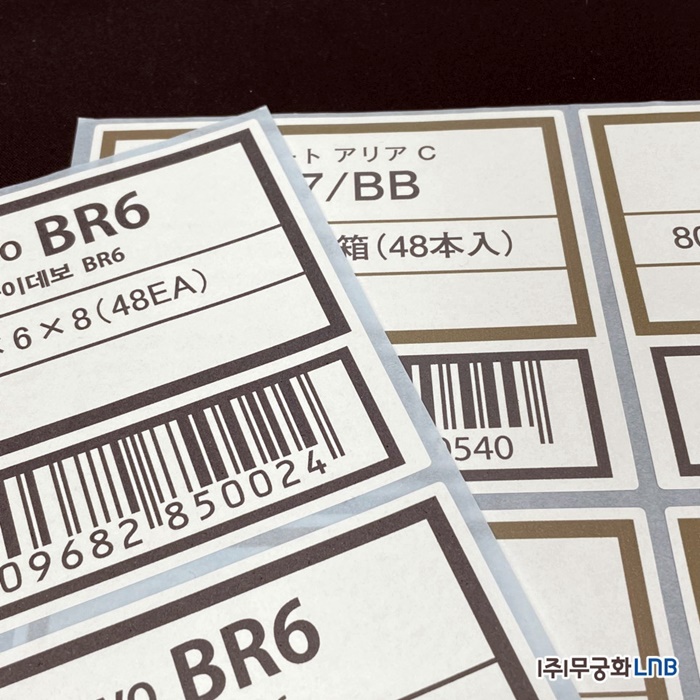 o BR6
이데보 BR6
6 × 8(48EA)
09682 850024
BR6
ト アリア C
7/BB
箱(48本入)
0540
80
(주)무궁화LNB